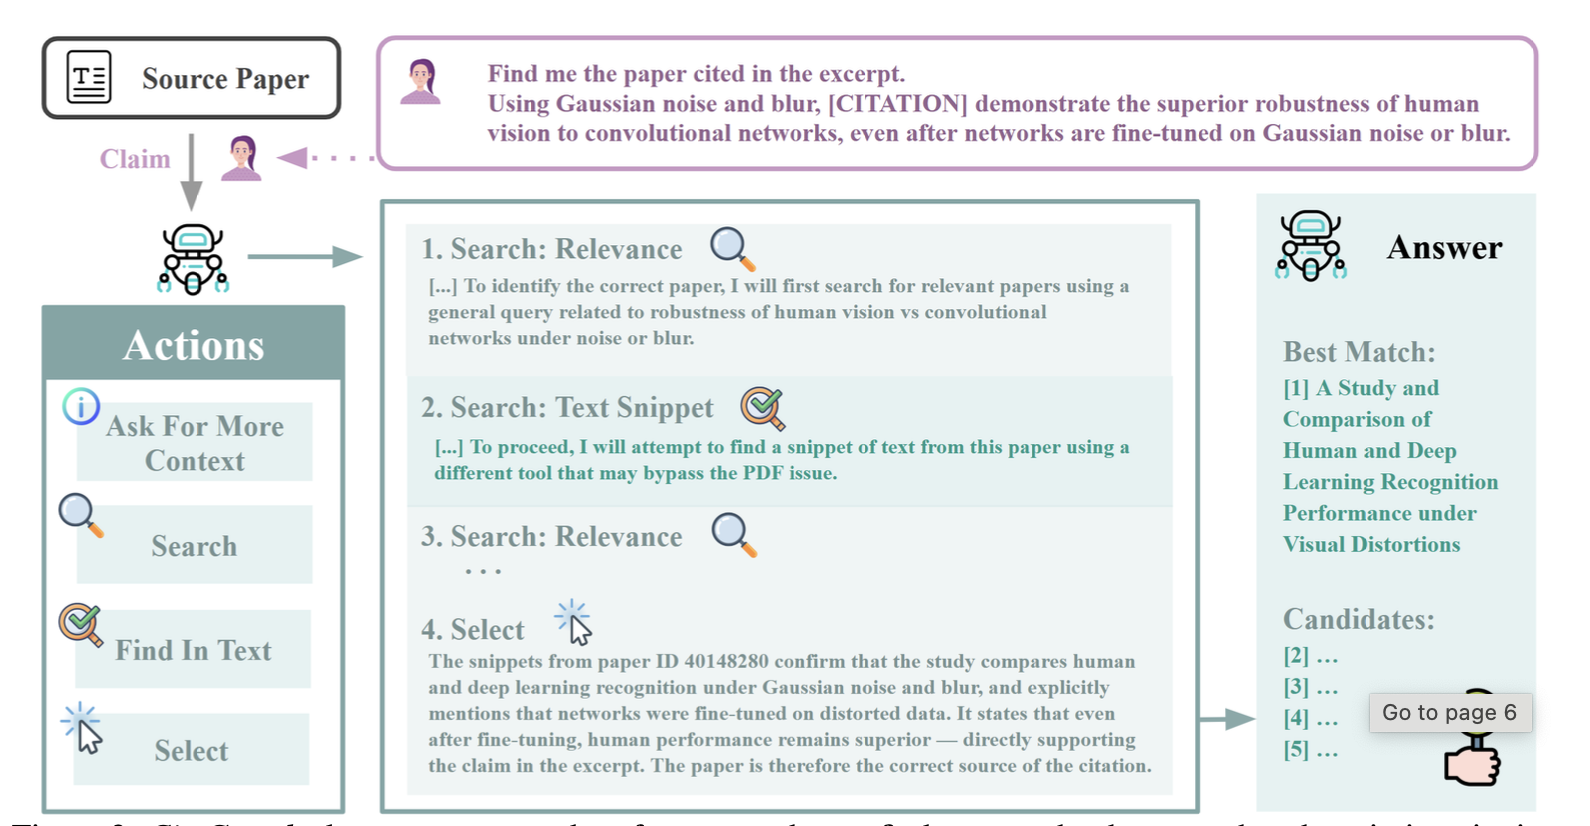 Source Paper
Find me the paper cited in the excerpt.
Using Gaussian noise and blur, [CITATION] demonstrate the superior robustness of human
vision to convolutional networks, even after networks are fine-tuned on Gaussian noise or blur.
Claim
Actions
Ask For More
Context
Search
Find In Text
Select
1. Search: Relevance
[...] To identify the correct paper, I will first search for relevant papers using a
general query related to robustness of human vision vs convolutional
networks under noise or blur.
2. Search: Text Snippet
[...] To proceed, I will attempt to find a snippet of text from this paper using a
different tool that may bypass the PDF issue.
3. Search: Relevance
. . .
4. Select
The snippets from paper ID 40148280 confirm that the study compares human
and deep learning recognition under Gaussian noise and blur, and explicitly
mentions that networks were fine-tuned on distorted data. It states that even
after fine-tuning, human performance remains superior — directly supporting
the claim in the excerpt. The paper is therefore the correct source of the citation.
Answer
Best Match:
[1] A Study and
Comparison of
Human and Deep
Learning Recognition
Performance under
Visual Distortions
Candidates:
[2] ...
[3] ...
[4] ...
[5] ...
Go to page 6